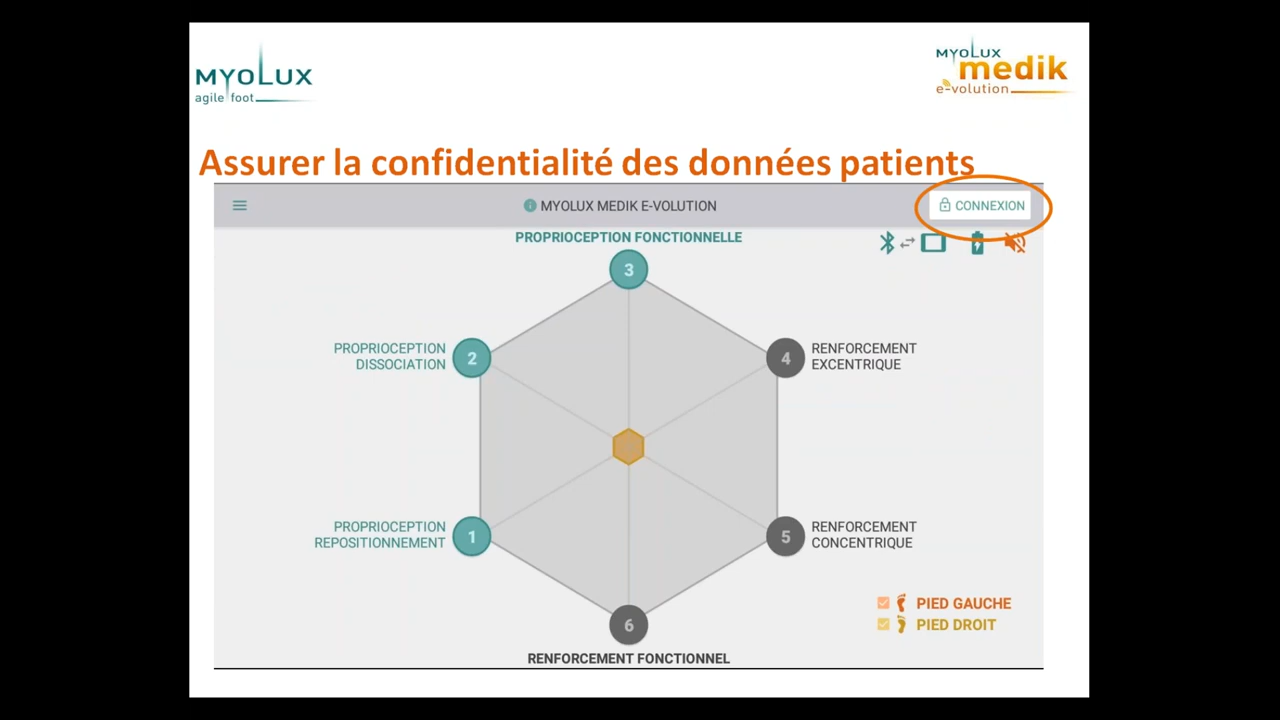 MYOLUX
agile foot
MYOLUX
medik
e-volution
Assurer la confidentialité des données patients
MYOLUX MEDIK E-VOLUTION
CONNEXION
PROPRIOCEPTION FONCTIONNELLE
3
PROPRIOCEPTION
DISSOCIATION
2
4
RENFORCEMENT
EXCENTRIQUE
PROPRIOCEPTION
REPOSITIONNEMENT
1
5
RENFORCEMENT
CONCENTRIQUE
PIED GAUCHE
PIED DROIT
6
RENFORCEMENT FONCTIONNEL